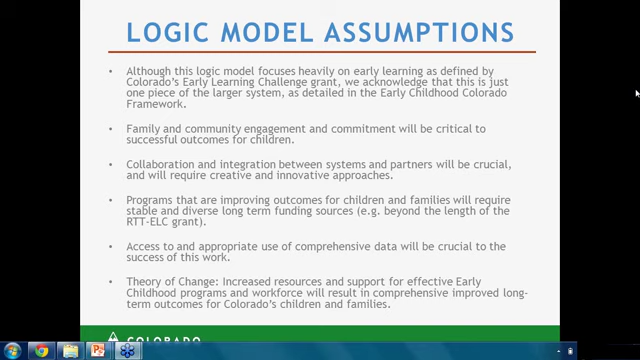 LOGIC MODEL ASSUMPTIONS
• Although this logic model focuses heavily on early learning as defined by
Colorado's Early Learning Challenge grant, we acknowledge that this is just
one piece of the larger system, as detailed in the Early Childhood Colorado
Framework.
• Family and community engagement and commitment will be critical to
successful outcomes for children.
• Collaboration and integration between systems and partners will be crucial,
and will require creative and innovative approaches.
• Programs that are improving outcomes for children and families will require
stable and diverse long term funding sources (e.g. beyond the length of the
RTT-ELC grant).
• Access to and appropriate use of comprehensive data will be crucial to the
success of this work.
• Theory of Change: Increased resources and support for effective Early
Childhood programs and workforce will result in comprehensive improved long-
term outcomes for Colorado's children and families.
COLORADO